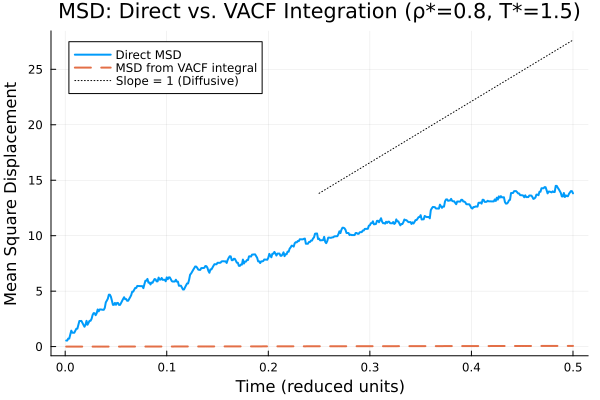 MSD: Direct vs. VACF Integration (ρ*=0.8, T*=1.5)
Direct MSD
MSD from VACF integral
Slope = 1 (Diffusive)
Mean Square Displacement
25
20
15
10
5
0
0.0 0.1 0.2 0.3 0.4 0.5
Time (reduced units)